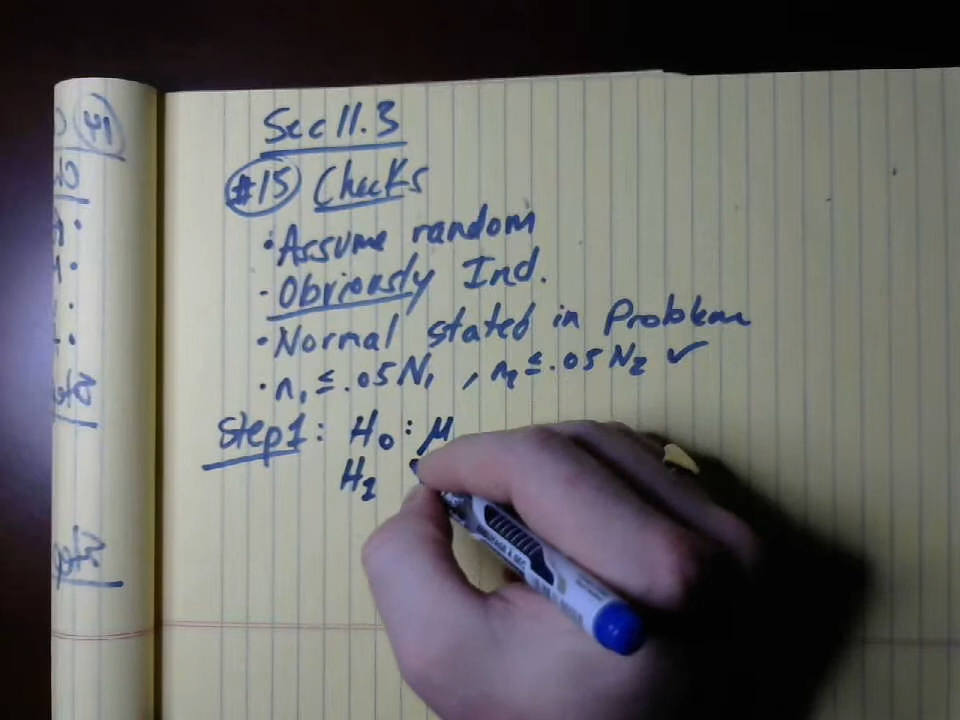 Sec 11.3
#15 Checks
• Assume random
• Obviously Ind.
• Normal stated in Problem
• n₁ ≤ .05N₁ , n₂ ≤ .05N₂ ✓
Step 1: H₀: μ
H₂